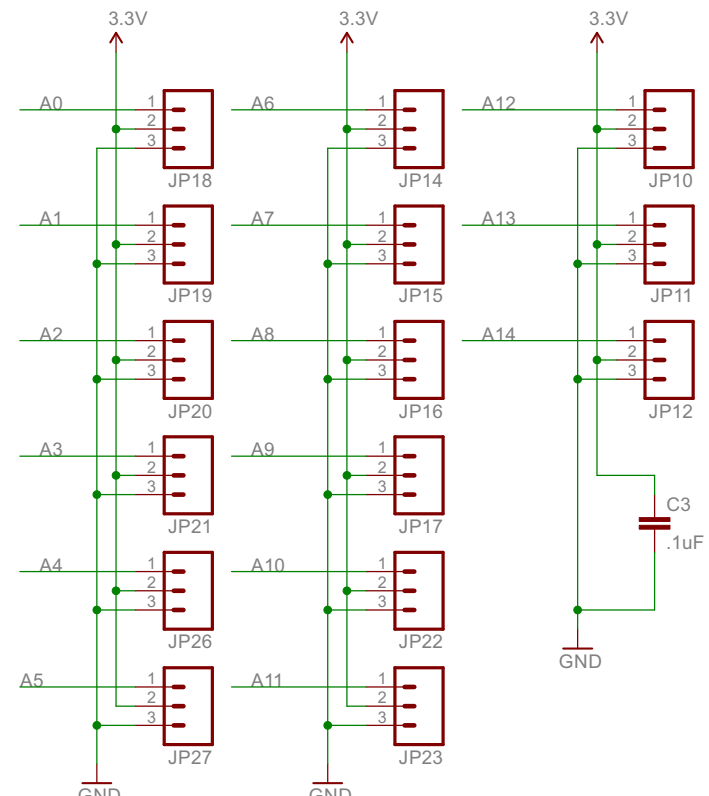 3.3V 3.3V 3.3V
A0 1 A6 1 A12 1
2 2 2
3 3 3
JP18 JP14 JP10
A1 1 A7 1 A13 1
2 2 2
3 3 3
JP19 JP15 JP11
A2 1 A8 1 A14 1
2 2 2
3 3 3
JP20 JP16 JP12
A3 1 A9 1
2 2
3 3
JP21 JP17
C3
.1uF
A4 1 A10 1
2 2
3 3
JP26 JP22
GND
A5 1 A11 1
2 2
3 3
JP27 JP23
GND GND